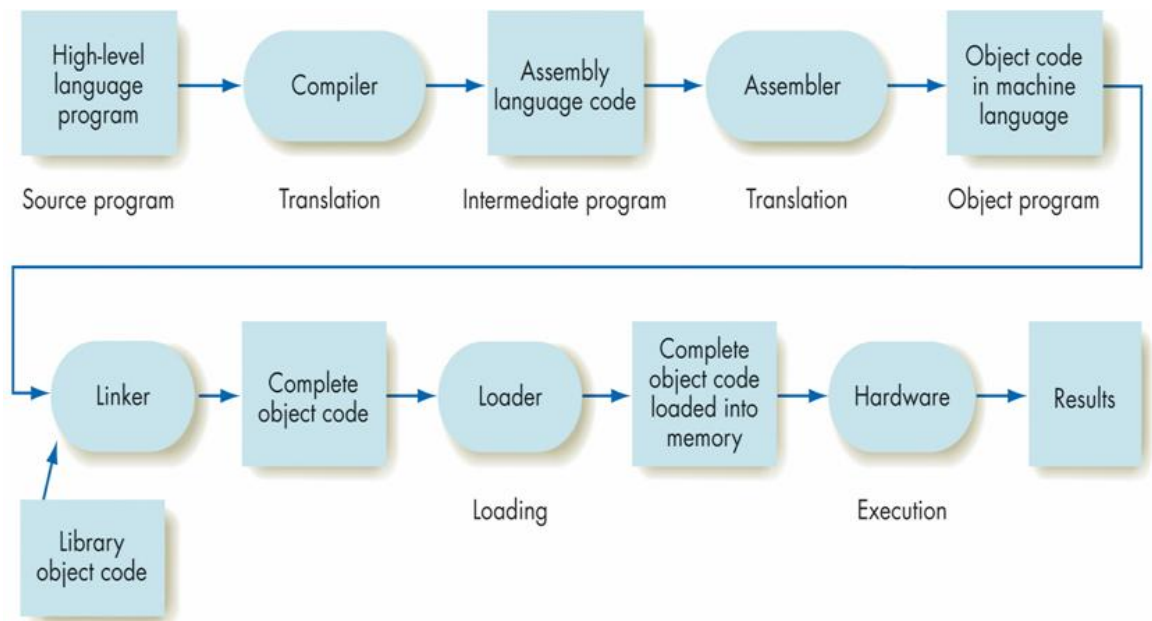 High-level
language
program
Compiler
Assembly
language code
Assembler
Object code
in machine
language
Source program
Translation
Intermediate program
Translation
Object program
Linker
Complete
object code
Loader
Complete
object code
loaded into
memory
Hardware
Results
Loading
Execution
Library
object code